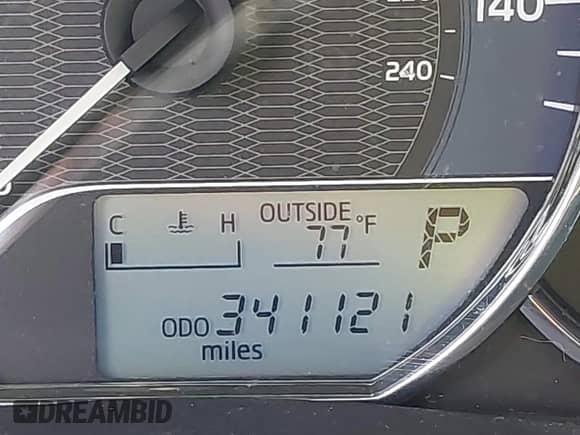 140
240
C H OUTSIDE
77 °F P
ODO 341121
miles
DREAMBID